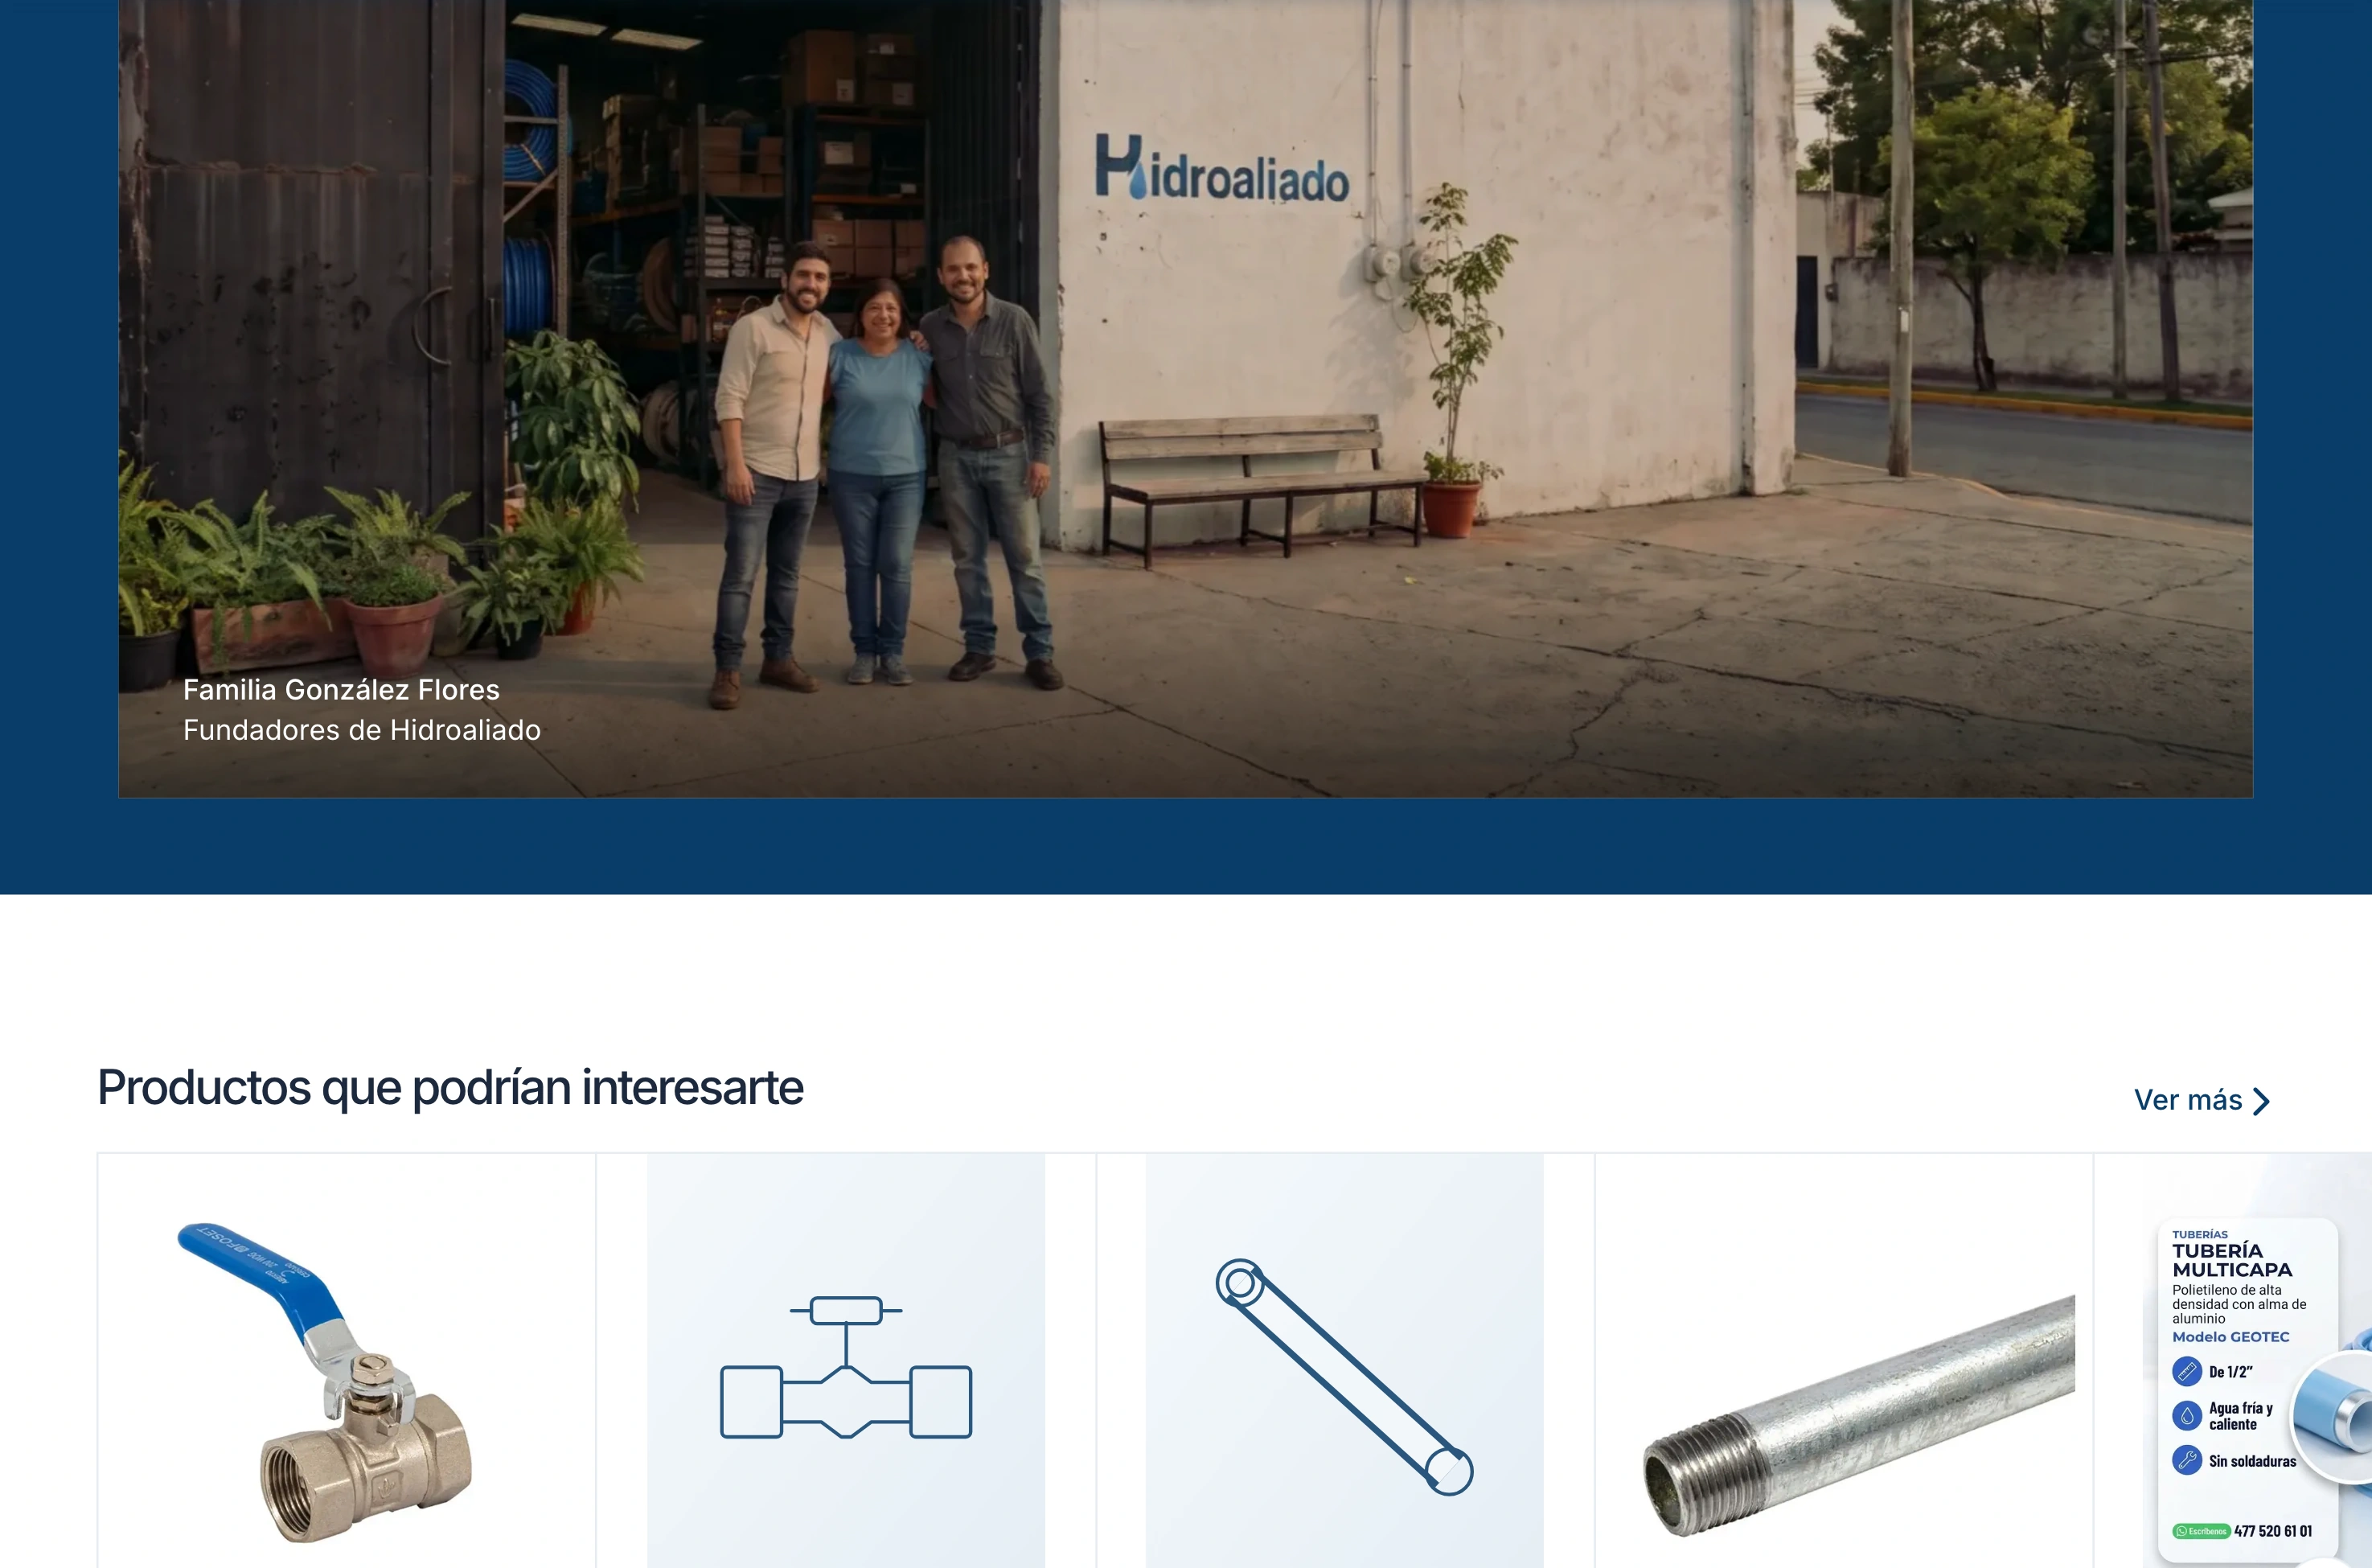 Hidroaliado
Familia González Flores
Fundadores de Hidroaliado
Productos que podrían interesarte
Ver más
FOSET
TUBERÍAS
TUBERÍA
MULTICAPA
Polietileno de alta
densidad con alma de
aluminio
Modelo GEOTEC
De 1/2"
Agua fría y
caliente
Sin soldaduras
Escríbenos 477 520 61 01